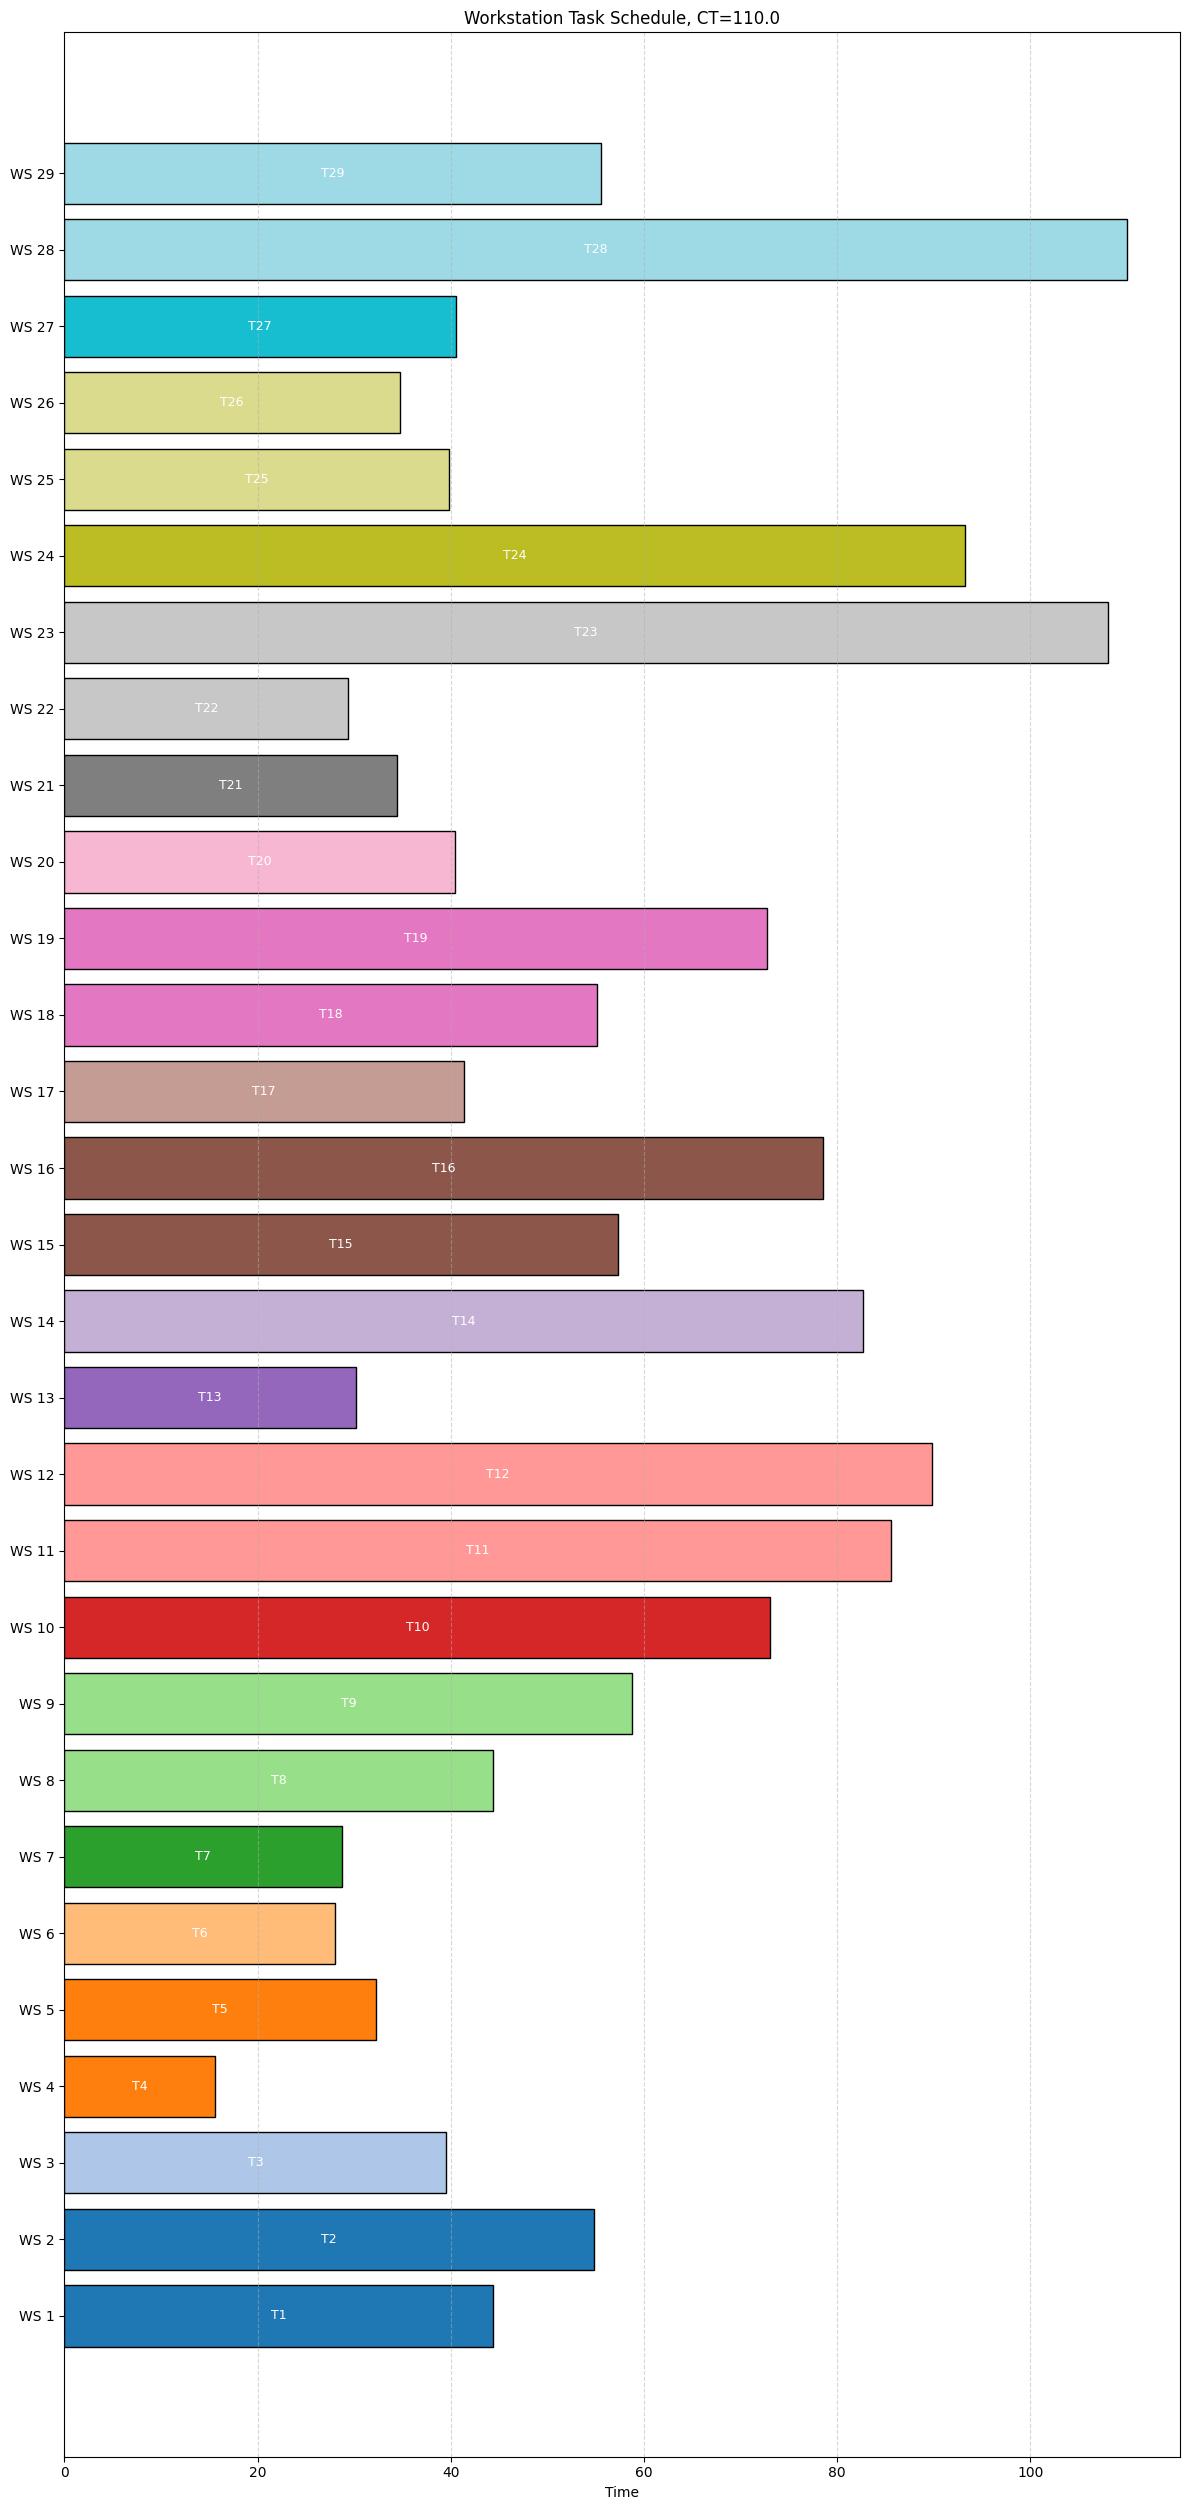 Workstation Task Schedule, CT=110.0
WS 29 T29
WS 28 T28
WS 27 T27
WS 26 T26
WS 25 T25
WS 24 T24
WS 23 T23
WS 22 T22
WS 21 T21
WS 20 T20
WS 19 T19
WS 18 T18
WS 17 T17
WS 16 T16
WS 15 T15
WS 14 T14
WS 13 T13
WS 12 T12
WS 11 T11
WS 10 T10
WS 9 T9
WS 8 T8
WS 7 T7
WS 6 T6
WS 5 T5
WS 4 T4
WS 3 T3
WS 2 T2
WS 1 T1
0 20 40 60 80 100
Time